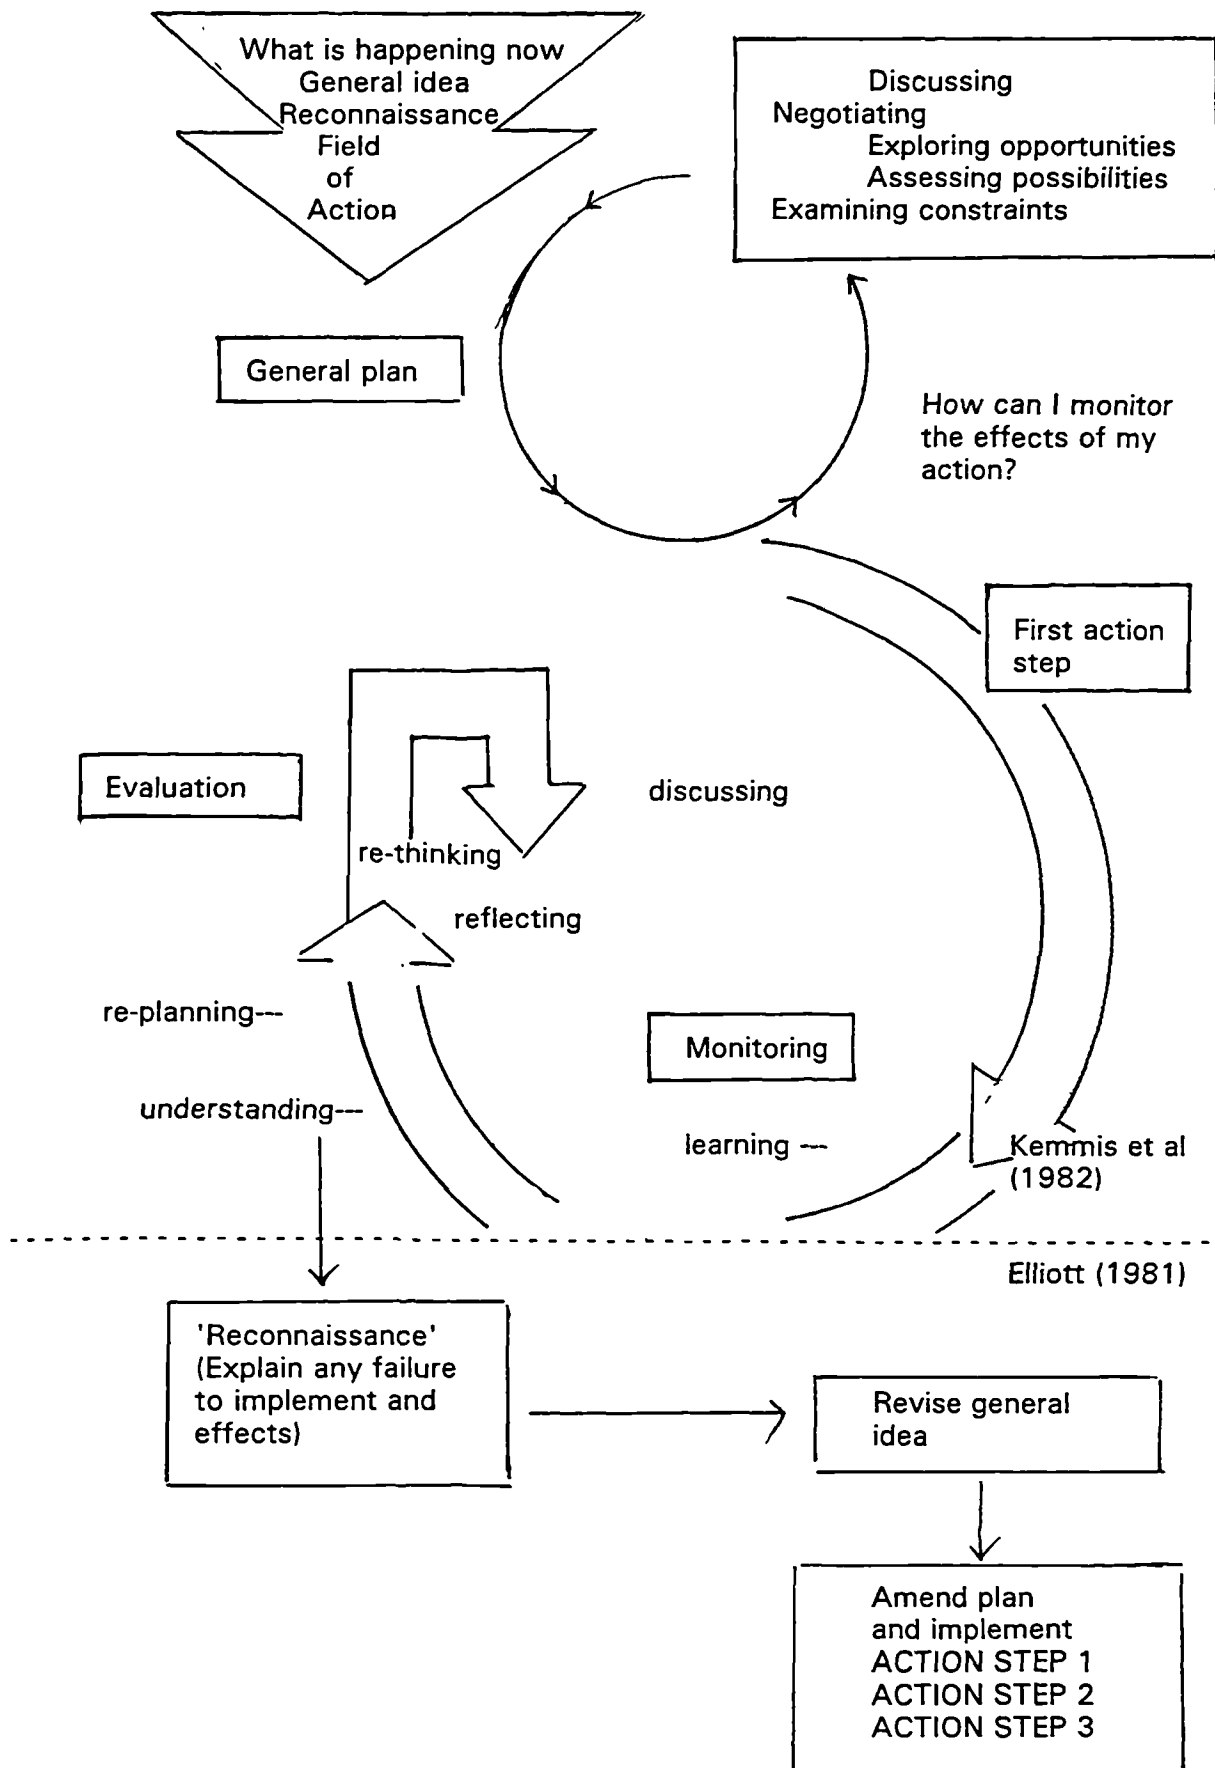 What is happening now
General idea
Reconnaissance
Field
of
Action
Discussing
Negotiating
Exploring opportunities
Assessing possibilities
Examining constraints
General plan
How can I monitor
the effects of my
action?
First action
step
Evaluation
discussing
re-thinking
reflecting
re-planning---
Monitoring
understanding---
learning ---
Kemmis et al
(1982)
Elliott (1981)
'Reconnaissance'
(Explain any failure
to implement and
effects)
Revise general
idea
Amend plan
and implement
ACTION STEP 1
ACTION STEP 2
ACTION STEP 3